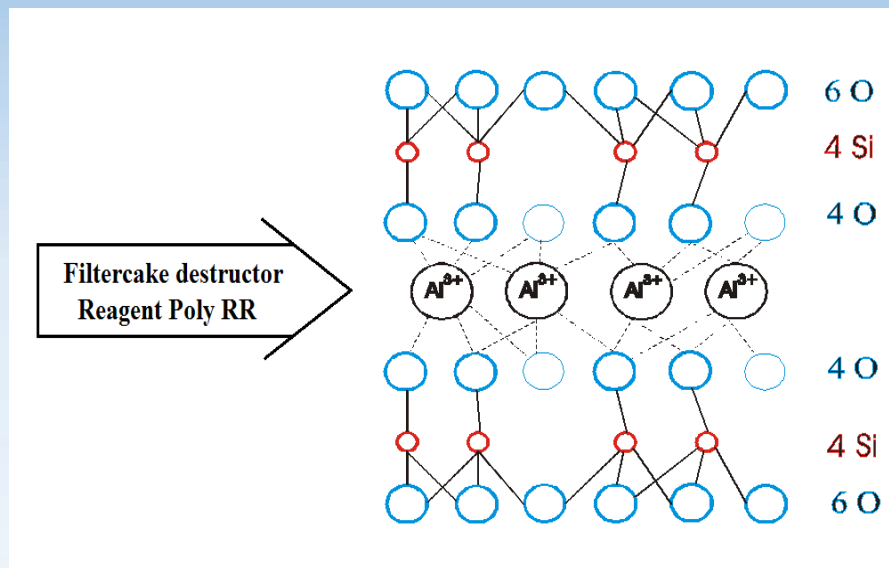 6 O
4 Si
4 O
Filtercake destructor
Reagent Poly RR
Al³⁺ Al³⁺ Al³⁺ Al³⁺
4 O
4 Si
6 O